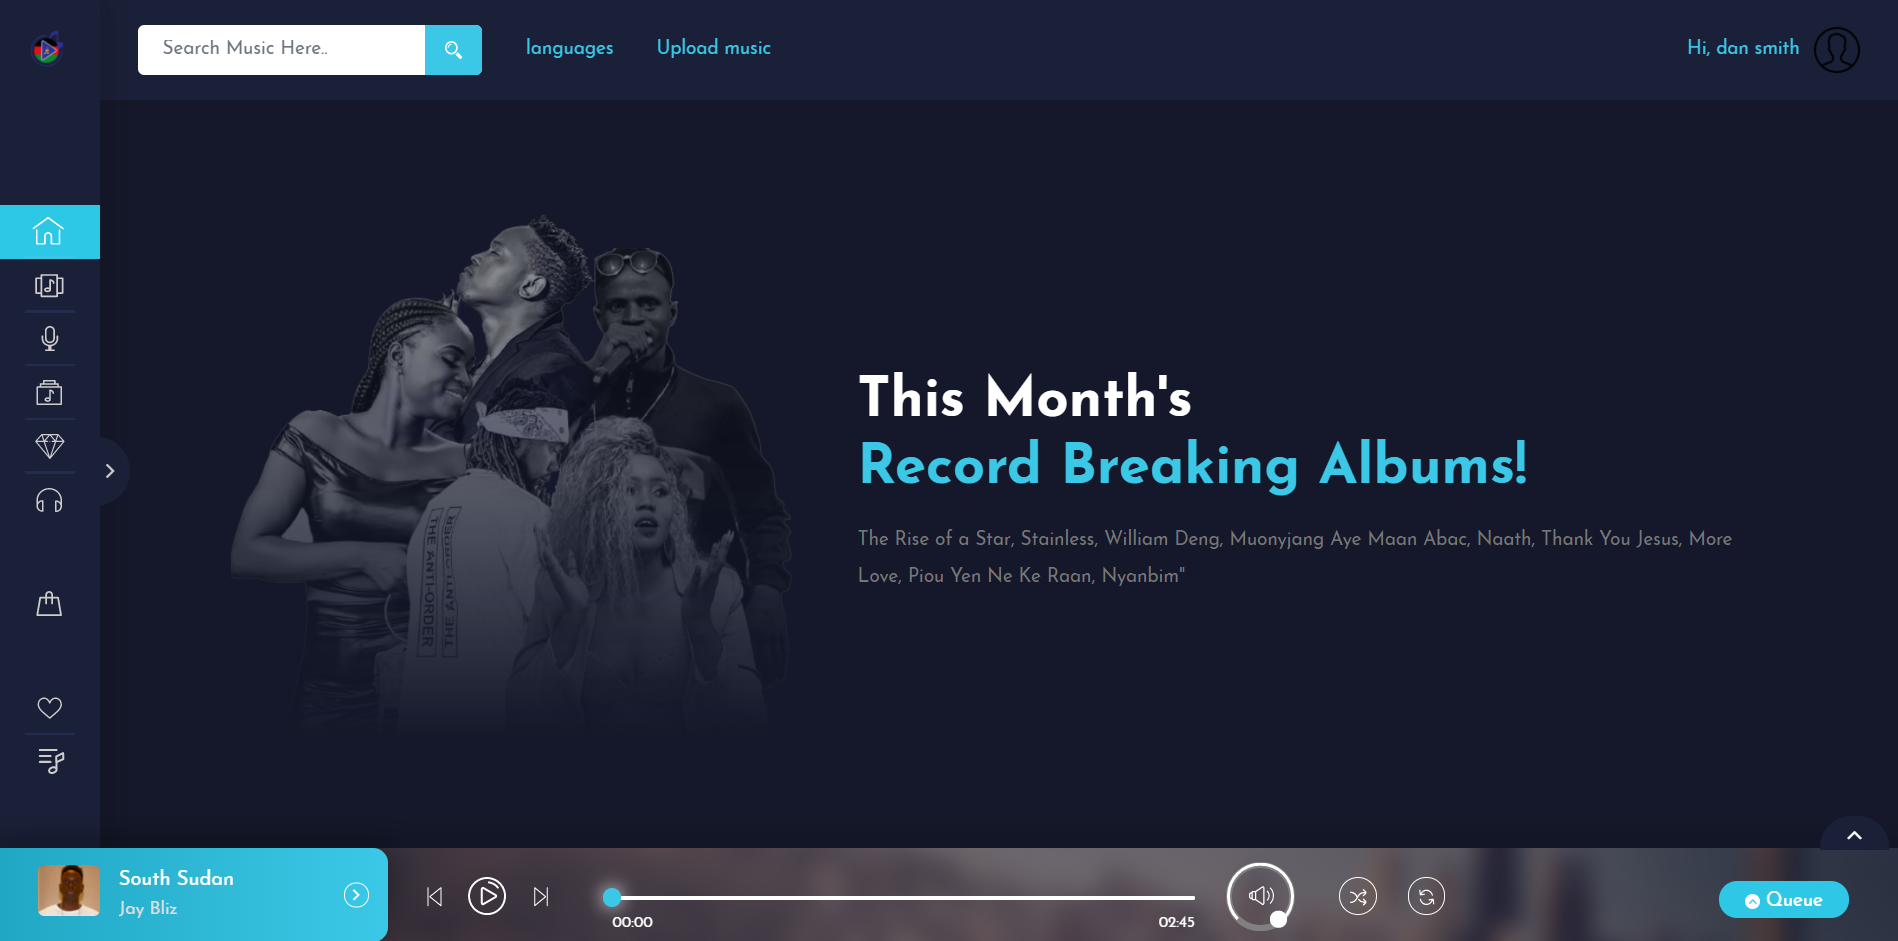 Search Music Here..
languages
Upload music
Hi, dan smith
This Month's
Record Breaking Albums!
The Rise of a Star, Stainless, William Deng, Muonyjang Aye Maan Abac, Naath, Thank You Jesus, More
Love, Piou Yen Ne Ke Raan, Nyanbim"
THE ANTI-ORDER
South Sudan
Jay Bliz
00:00
02:45
Queue